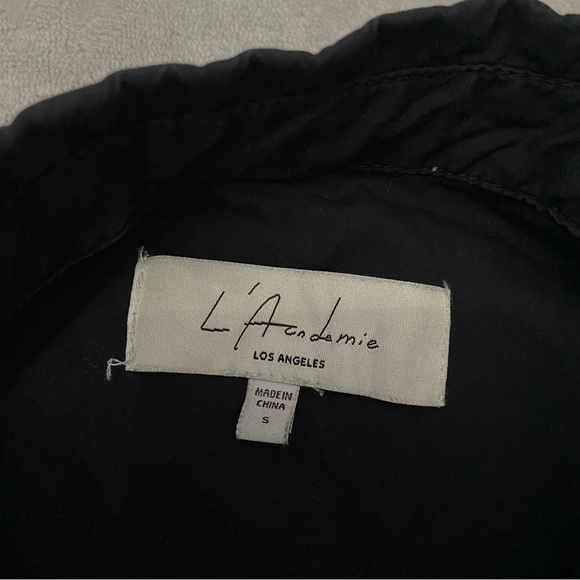 L'Academie
LOS ANGELES
MADE IN
CHINA
S